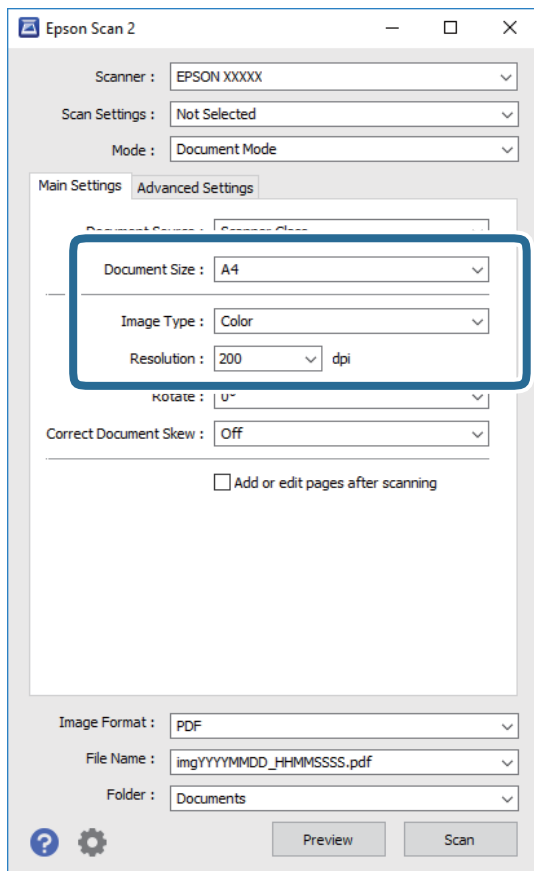 Epson Scan 2
Scanner : EPSON XXXXX
Scan Settings : Not Selected
Mode : Document Mode
Main Settings Advanced Settings
Document Size : A4
Image Type : Color
Resolution : 200 dpi
Rotate : 0°
Correct Document Skew : Off
Add or edit pages after scanning
Image Format : PDF
File Name : imgYYYYMMDD_HHMMSSSS.pdf
Folder : Documents
? Preview Scan